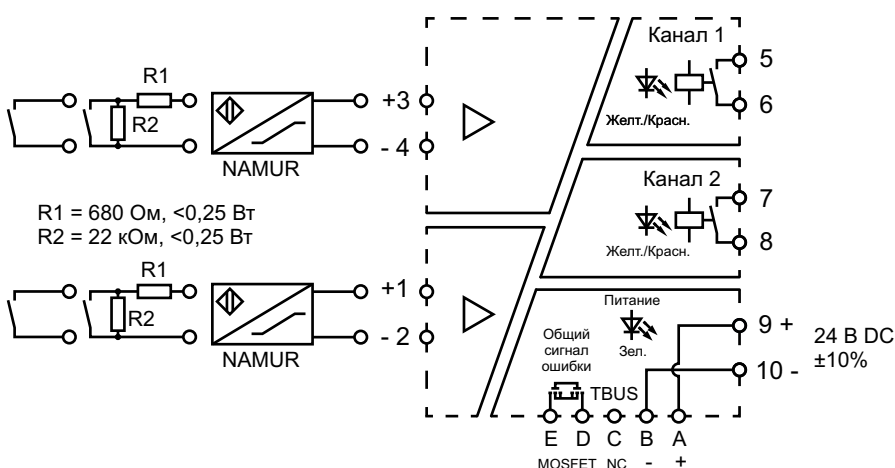 Канал 1
5
R1
+3
6
R2
- 4
Желт./Красн.
NAMUR
Канал 2
7
R1 = 680 Ом, <0,25 Вт
R2 = 22 кОм, <0,25 Вт
8
Желт./Красн.
R1
+1
Питание
9 +
24 В DC
R2
Общий
сигнал
ошибки
- 2
Зел.
±10%
NAMUR
10 -
TBUS
E D C B A
MOSFET NC - +